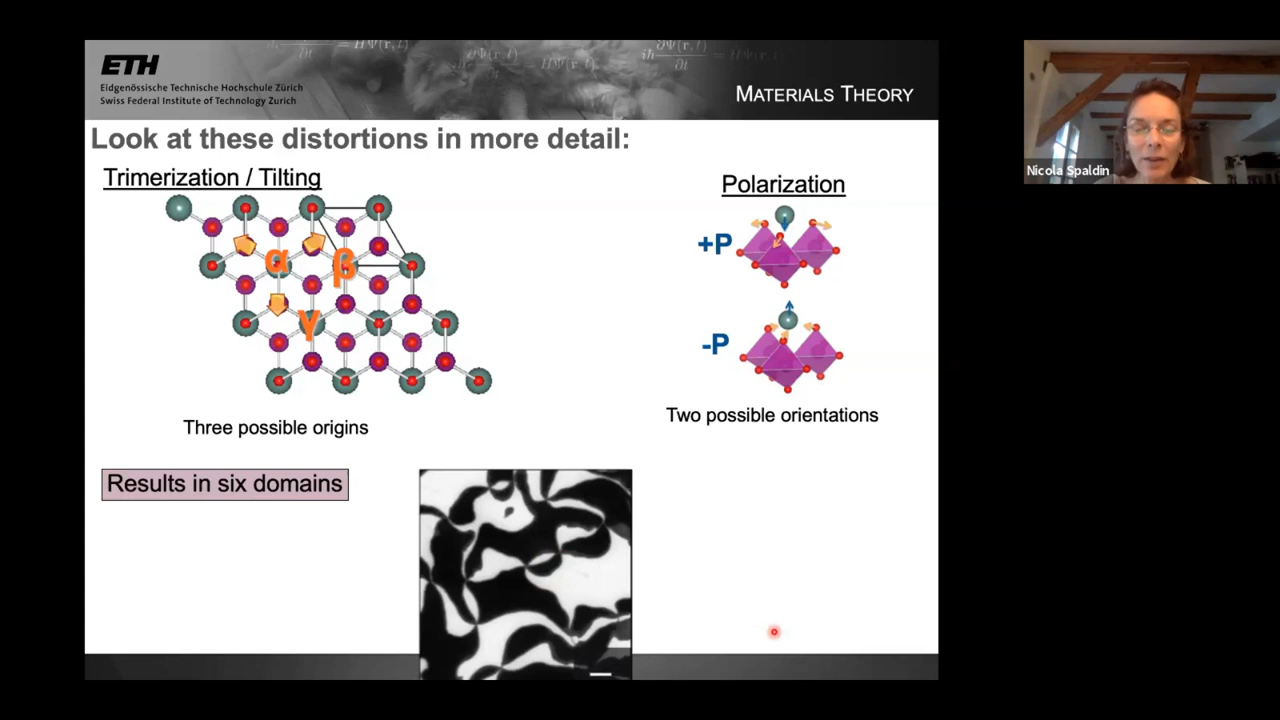 ETH
Eidgenössische Technische Hochschule Zürich
Swiss Federal Institute of Technology Zurich
MATERIALS THEORY
Look at these distortions in more detail:
Trimerization / Tilting
α
β
γ
Three possible origins
Polarization
+P
-P
Two possible orientations
Results in six domains
Nicola Spaldin